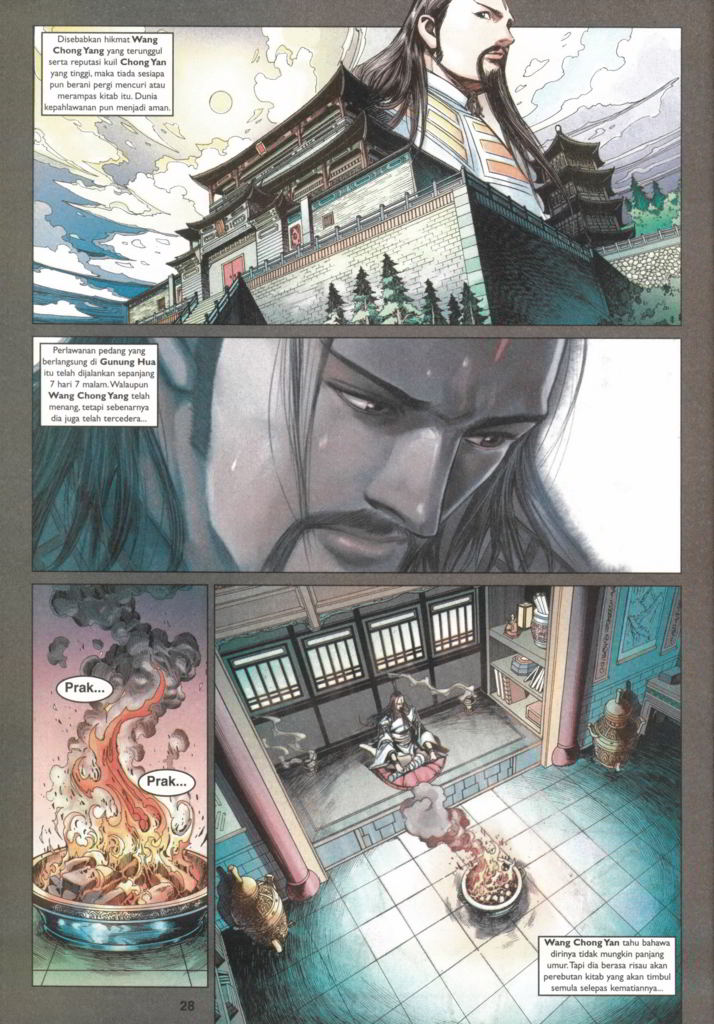 Disebabkan hikmat Wang
Chong Yang yang terunggul
serta reputasi kuil Chong Yan
yang tinggi, maka tiada sesiapa
pun berani pergi mencuri atau
merampas kitab itu. Dunia
kepahlawanan pun menjadi aman.
Perlawanan pedang yang
berlangsung di Gunung Hua
itu telah dijalankan sepanjang
7 hari 7 malam. Walaupun
Wang Chong Yang telah
menang, tetapi sebenarnya
dia juga telah tercedera...
Prak...
Prak...
Wang Chong Yan tahu bahawa
dirinya tidak mungkin panjang
umur. Tapi dia berasa risau akan
perebutan kitab yang akan timbul
semula selepas kematiannya...
28